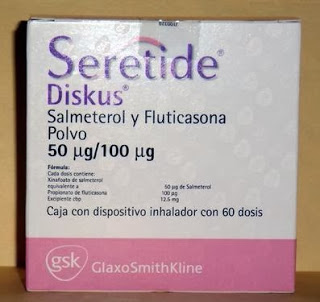 Seretide®
Diskus®
Salmeterol y Fluticasona
Polvo
50 µg/100 µg
Fórmula:
Cada dosis contiene:
Xinafoato de salmeterol
equivalente a 50 µg de Salmeterol
Propionato de fluticasona 100 µg
Excipiente cbp 12.5 mg
Caja con dispositivo inhalador con 60 dosis
gsk GlaxoSmithKline